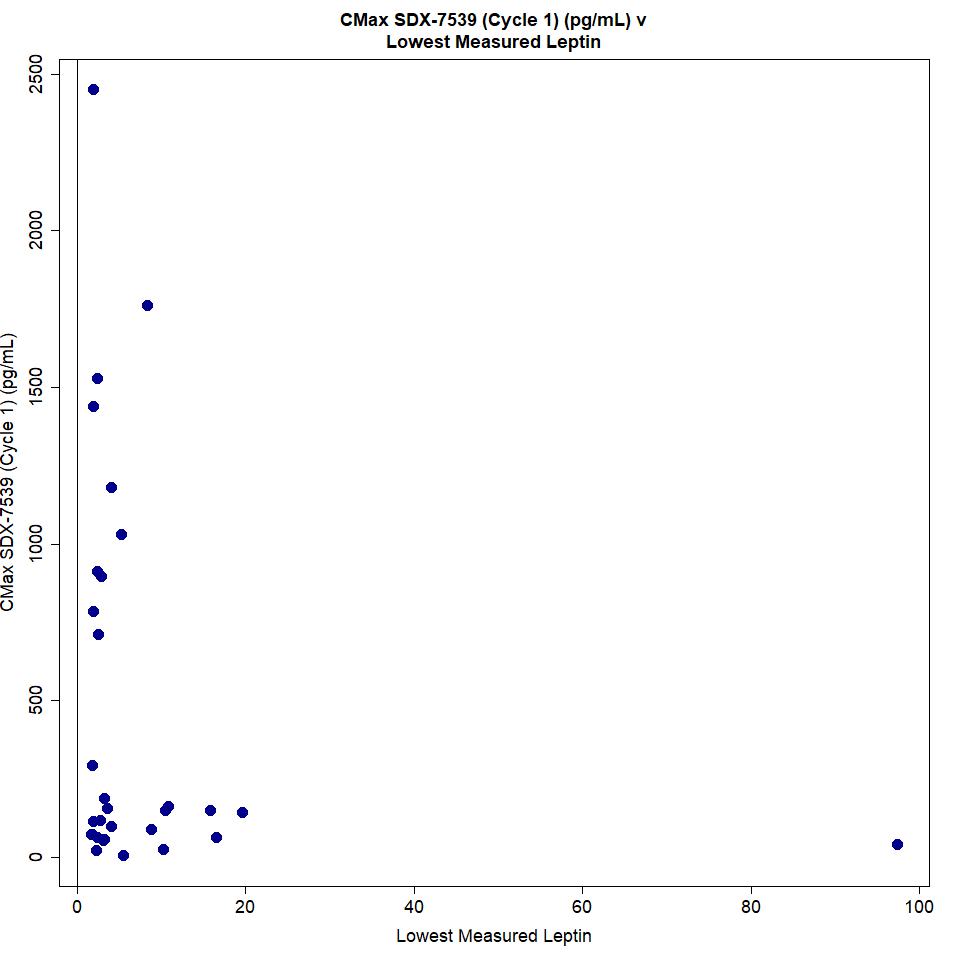 CMax SDX-7539 (Cycle 1) (pg/mL) v
Lowest Measured Leptin
CMax SDX-7539 (Cycle 1) (pg/mL)
2500
2000
1500
1000
500
0
0 20 40 60 80 100
Lowest Measured Leptin